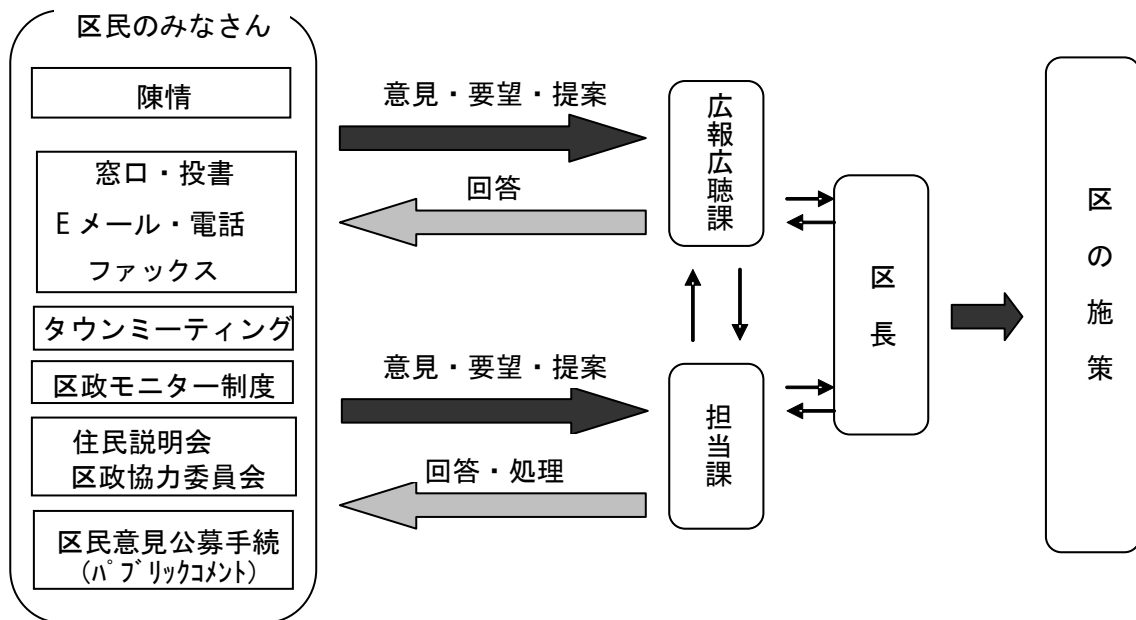 区民のみなさん
陳情
窓口・投書
Eメール・電話
ファックス
タウンミーティング
区政モニター制度
住民説明会
区政協力委員会
区民意見公募手続
(ﾊﾟﾌﾞﾘｯｸｺﾒﾝﾄ)
意見・要望・提案
回答
意見・要望・提案
回答・処理
広報広聴課
担当課
区長
区の施策